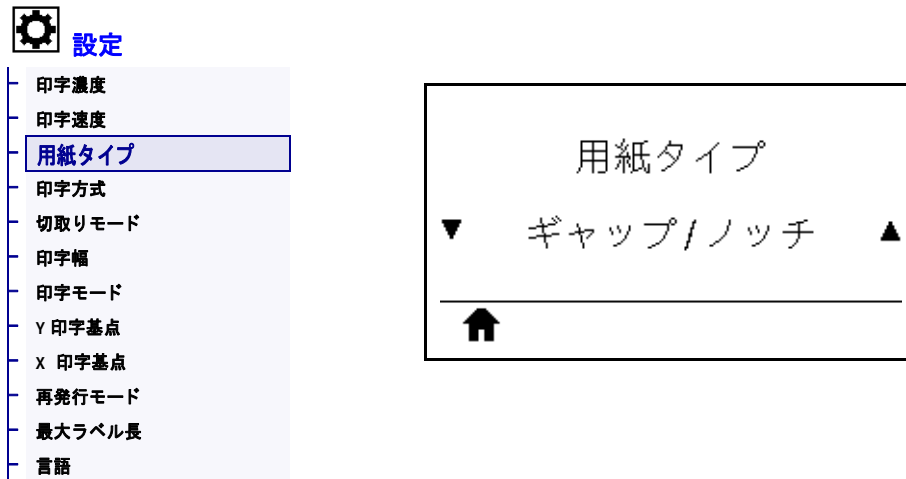 設定
印字濃度
印字速度
用紙タイプ
印字方式
切取りモード
印字幅
印字モード
Y 印字基点
X 印字基点
再発行モード
最大ラベル長
言語
用紙タイプ
▼ ギャップ/ノッチ ▲